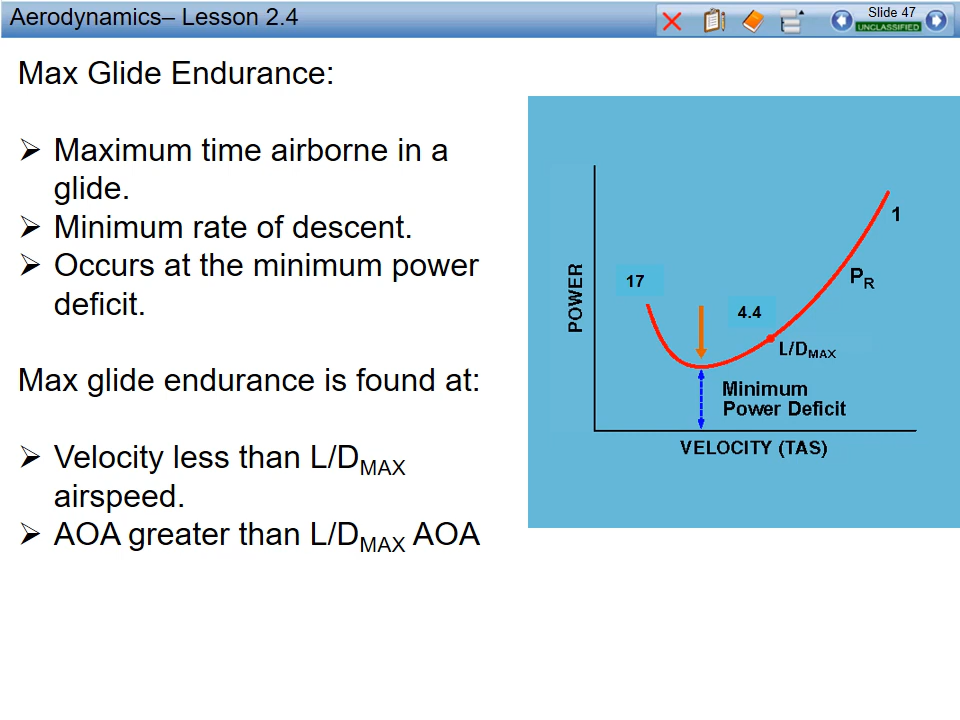 Aerodynamics– Lesson 2.4
Slide 47
UNCLASSIFIED
Max Glide Endurance:
➢ Maximum time airborne in a
glide.
➢ Minimum rate of descent.
➢ Occurs at the minimum power
deficit.
Max glide endurance is found at:
➢ Velocity less than L/DMAX
airspeed.
➢ AOA greater than L/DMAX AOA
POWER
17
4.4
1
PR
L/DMAX
Minimum
Power Deficit
VELOCITY (TAS)